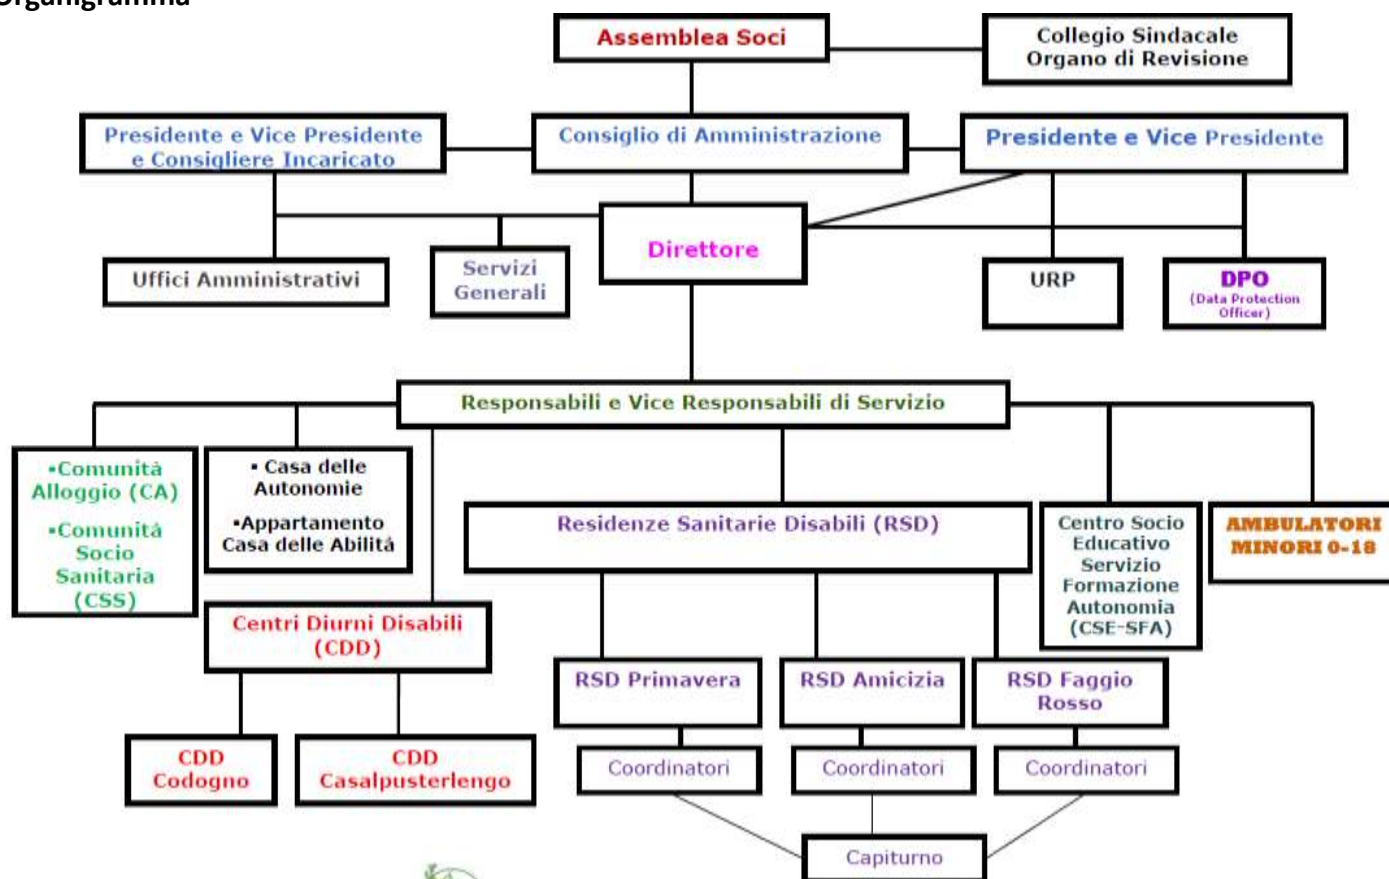 Organigramma
Assemblea Soci
Collegio Sindacale
Organo di Revisione
Presidente e Vice Presidente
e Consigliere Incaricato
Consiglio di Amministrazione
Presidente e Vice Presidente
Direttore
Uffici Amministrativi
Servizi
Generali
URP
DPO
(Data Protection
Officer)
Responsabili e Vice Responsabili di Servizio
▪Comunità
Alloggio (CA)
▪Comunità
Socio
Sanitaria
(CSS)
▪ Casa delle
Autonomie
▪Appartamento
Casa delle Abilità
Residenze Sanitarie Disabili (RSD)
Centro Socio
Educativo
Servizio
Formazione
Autonomia
(CSE-SFA)
AMBULATORI
MINORI 0-18
Centri Diurni Disabili
(CDD)
RSD Primavera
RSD Amicizia
RSD Faggio
Rosso
CDD
Codogno
CDD
Casalpusterlengo
Coordinatori
Coordinatori
Coordinatori
Capiturno